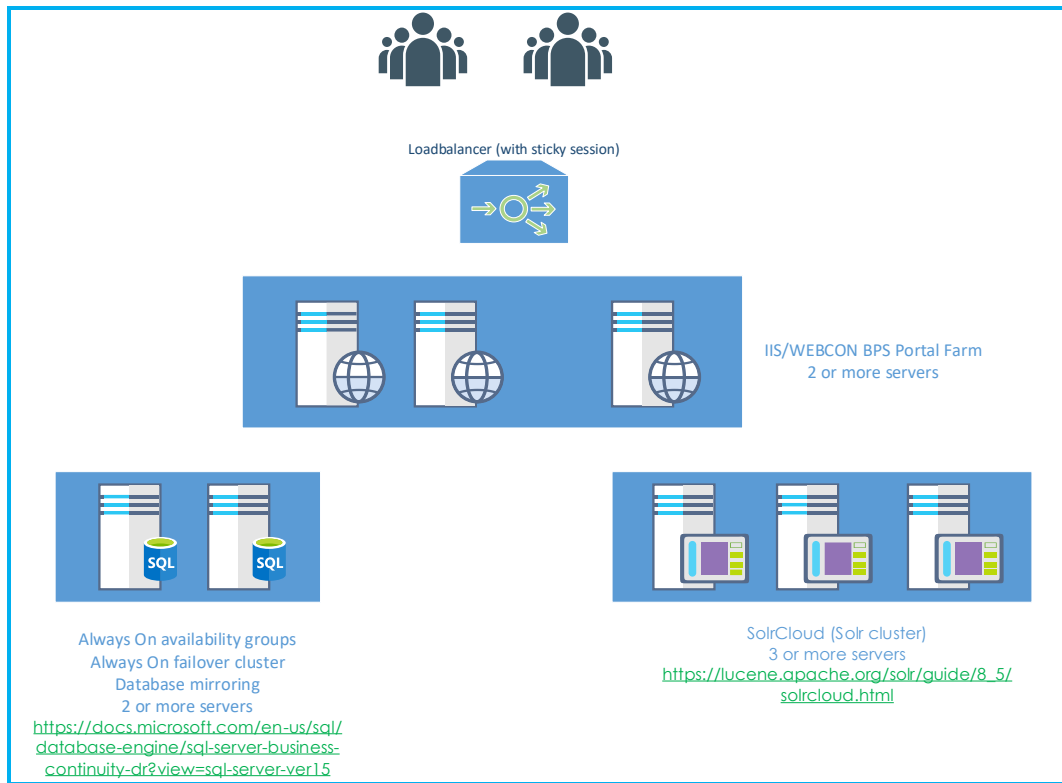 Loadbalancer (with sticky session)
IIS/WEBCON BPS Portal Farm
2 or more servers
SQL
SQL
Always On availability groups
Always On failover cluster
Database mirroring
2 or more servers
https://docs.microsoft.com/en-us/sql/
database-engine/sql-server-business-
continuity-dr?view=sql-server-ver15
SolrCloud (Solr cluster)
3 or more servers
https://lucene.apache.org/solr/guide/8_5/
solrcloud.html